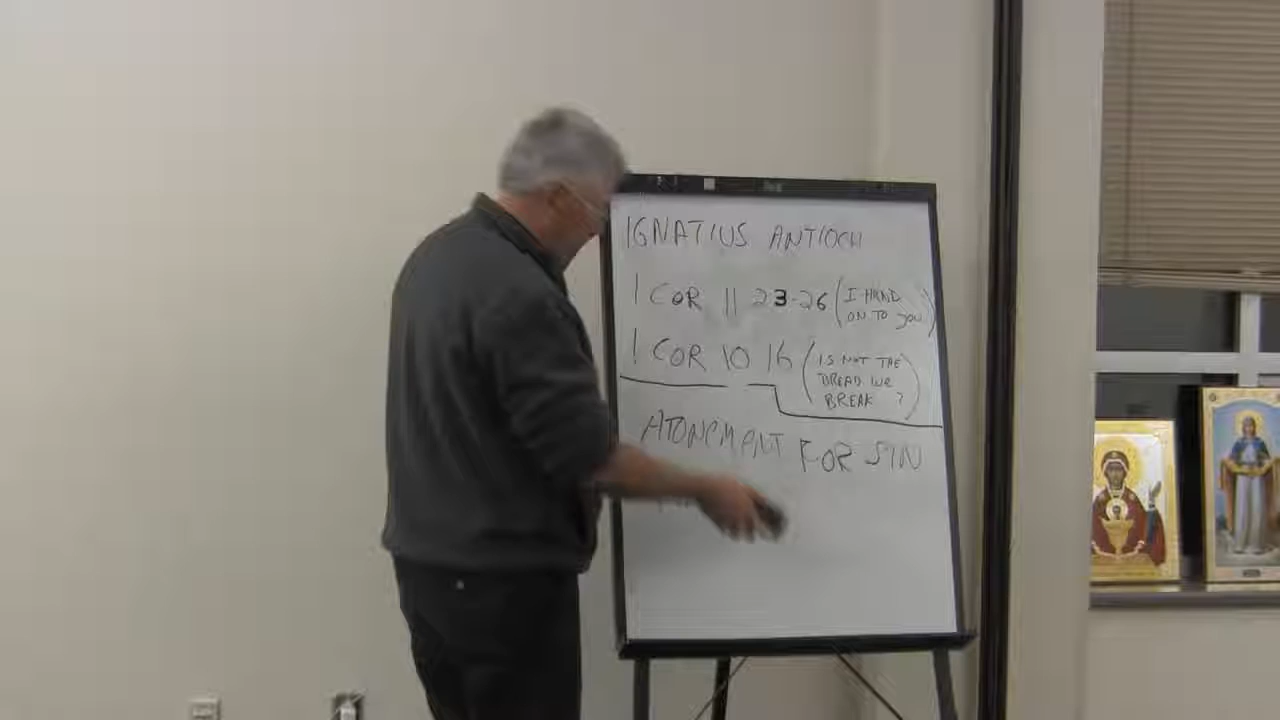 IGNATIUS ANTIOCH
1 COR 11 23-26 (I HAND
ON TO YOU)
1 COR 10 16 (IS NOT THE
BREAD WE
BREAK ?)
ATONEMENT FOR SIN